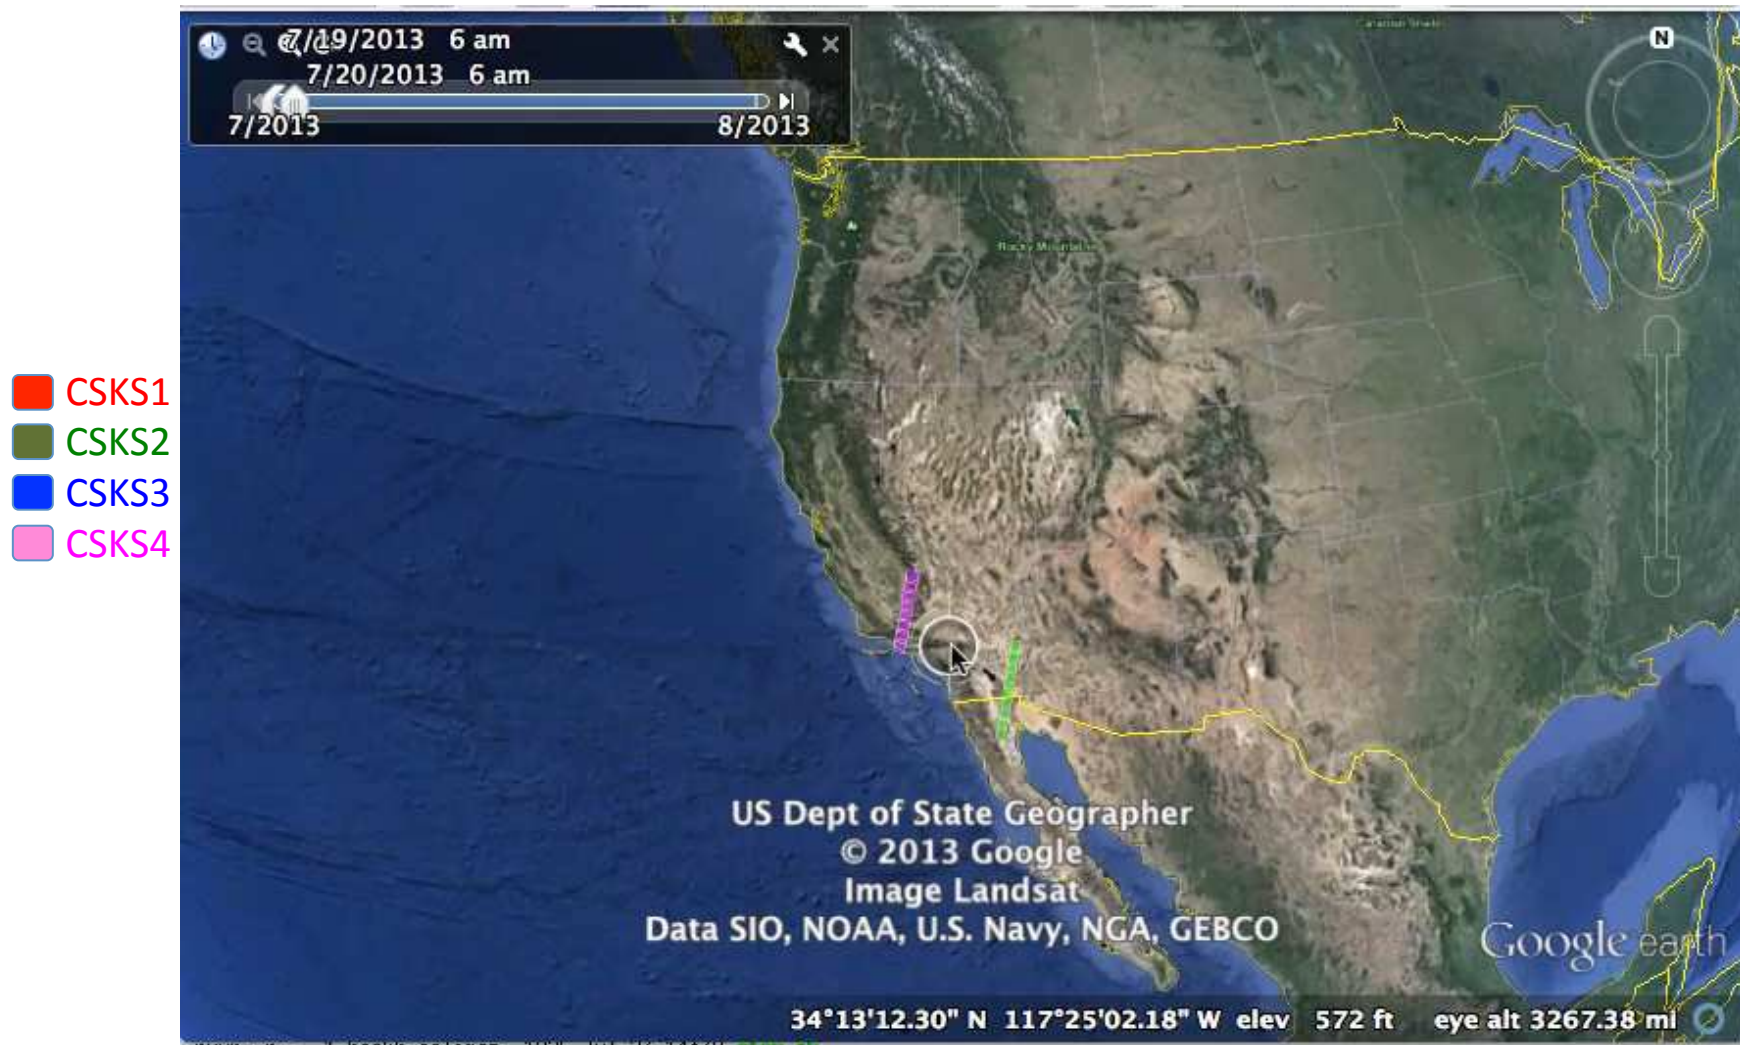 7/19/2013 6 am
7/20/2013 6 am
7/2013
8/2013
N
Rocky Mountains
CSKS1
CSKS2
CSKS3
CSKS4
US Dept of State Geographer
© 2013 Google
Image Landsat
Data SIO, NOAA, U.S. Navy, NGA, GEBCO
Google earth
34°13'12.30" N 117°25'02.18" W elev 572 ft eye alt 3267.38 mi